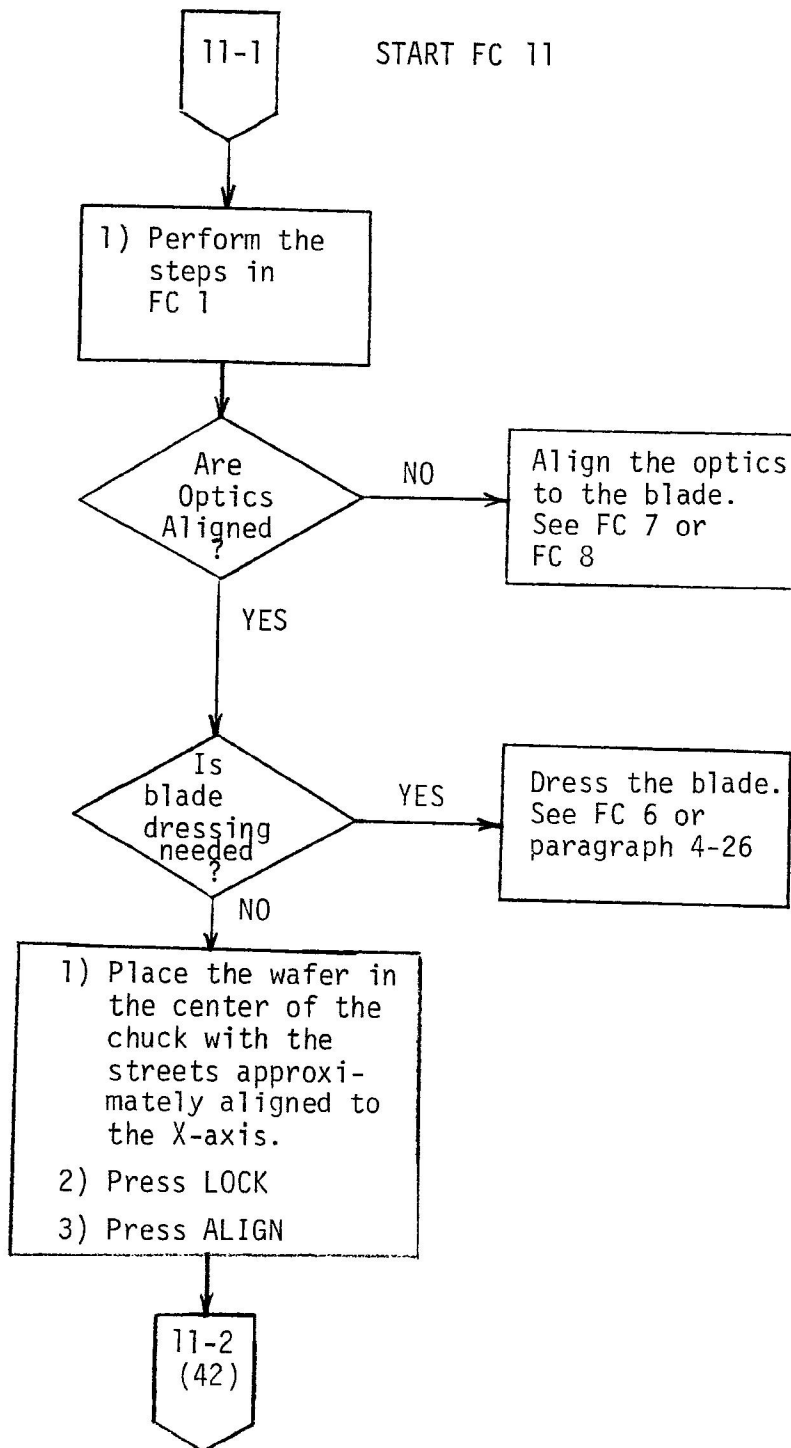 11-1
START FC 11
1) Perform the
steps in
FC 1
Are
Optics
Aligned
?
NO
Align the optics
to the blade.
See FC 7 or
FC 8
YES
Is
blade
dressing
needed
?
YES
Dress the blade.
See FC 6 or
paragraph 4-26
NO
1) Place the wafer in
the center of the
chuck with the
streets approxi-
mately aligned to
the X-axis.
2) Press LOCK
3) Press ALIGN
11-2
(42)